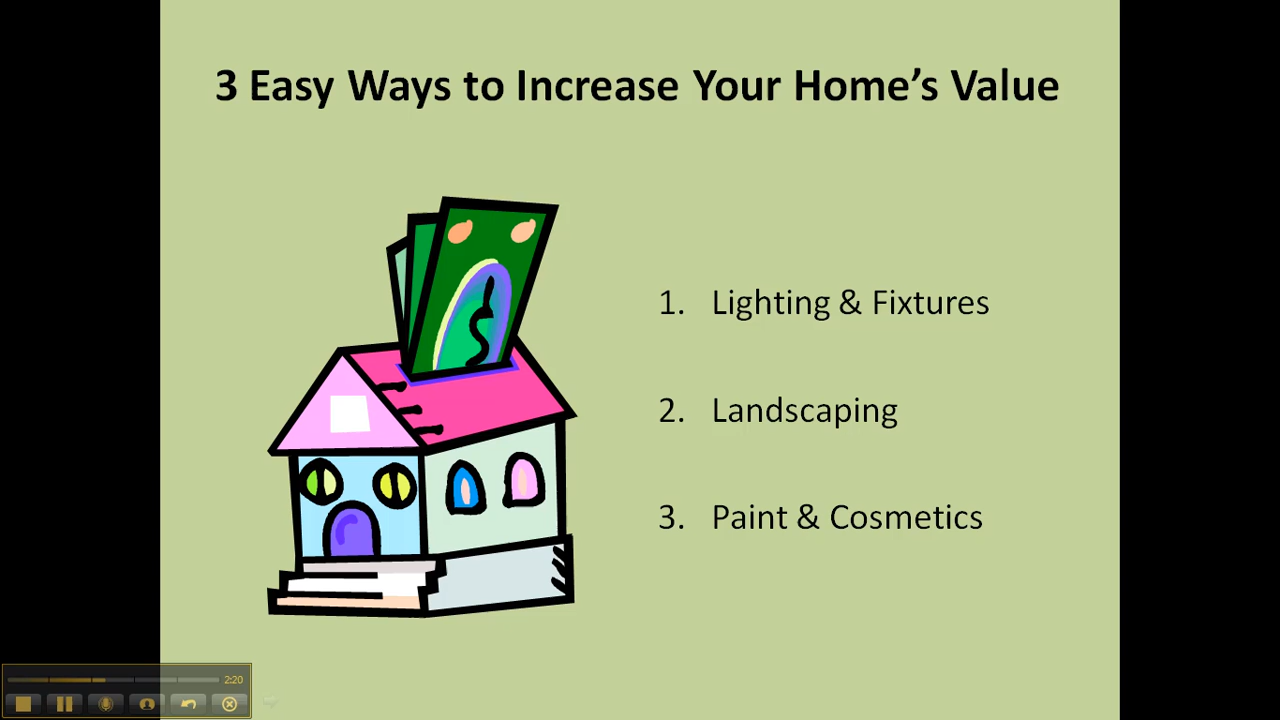 3 Easy Ways to Increase Your Home’s Value
1. Lighting & Fixtures
2. Landscaping
3. Paint & Cosmetics
2:20